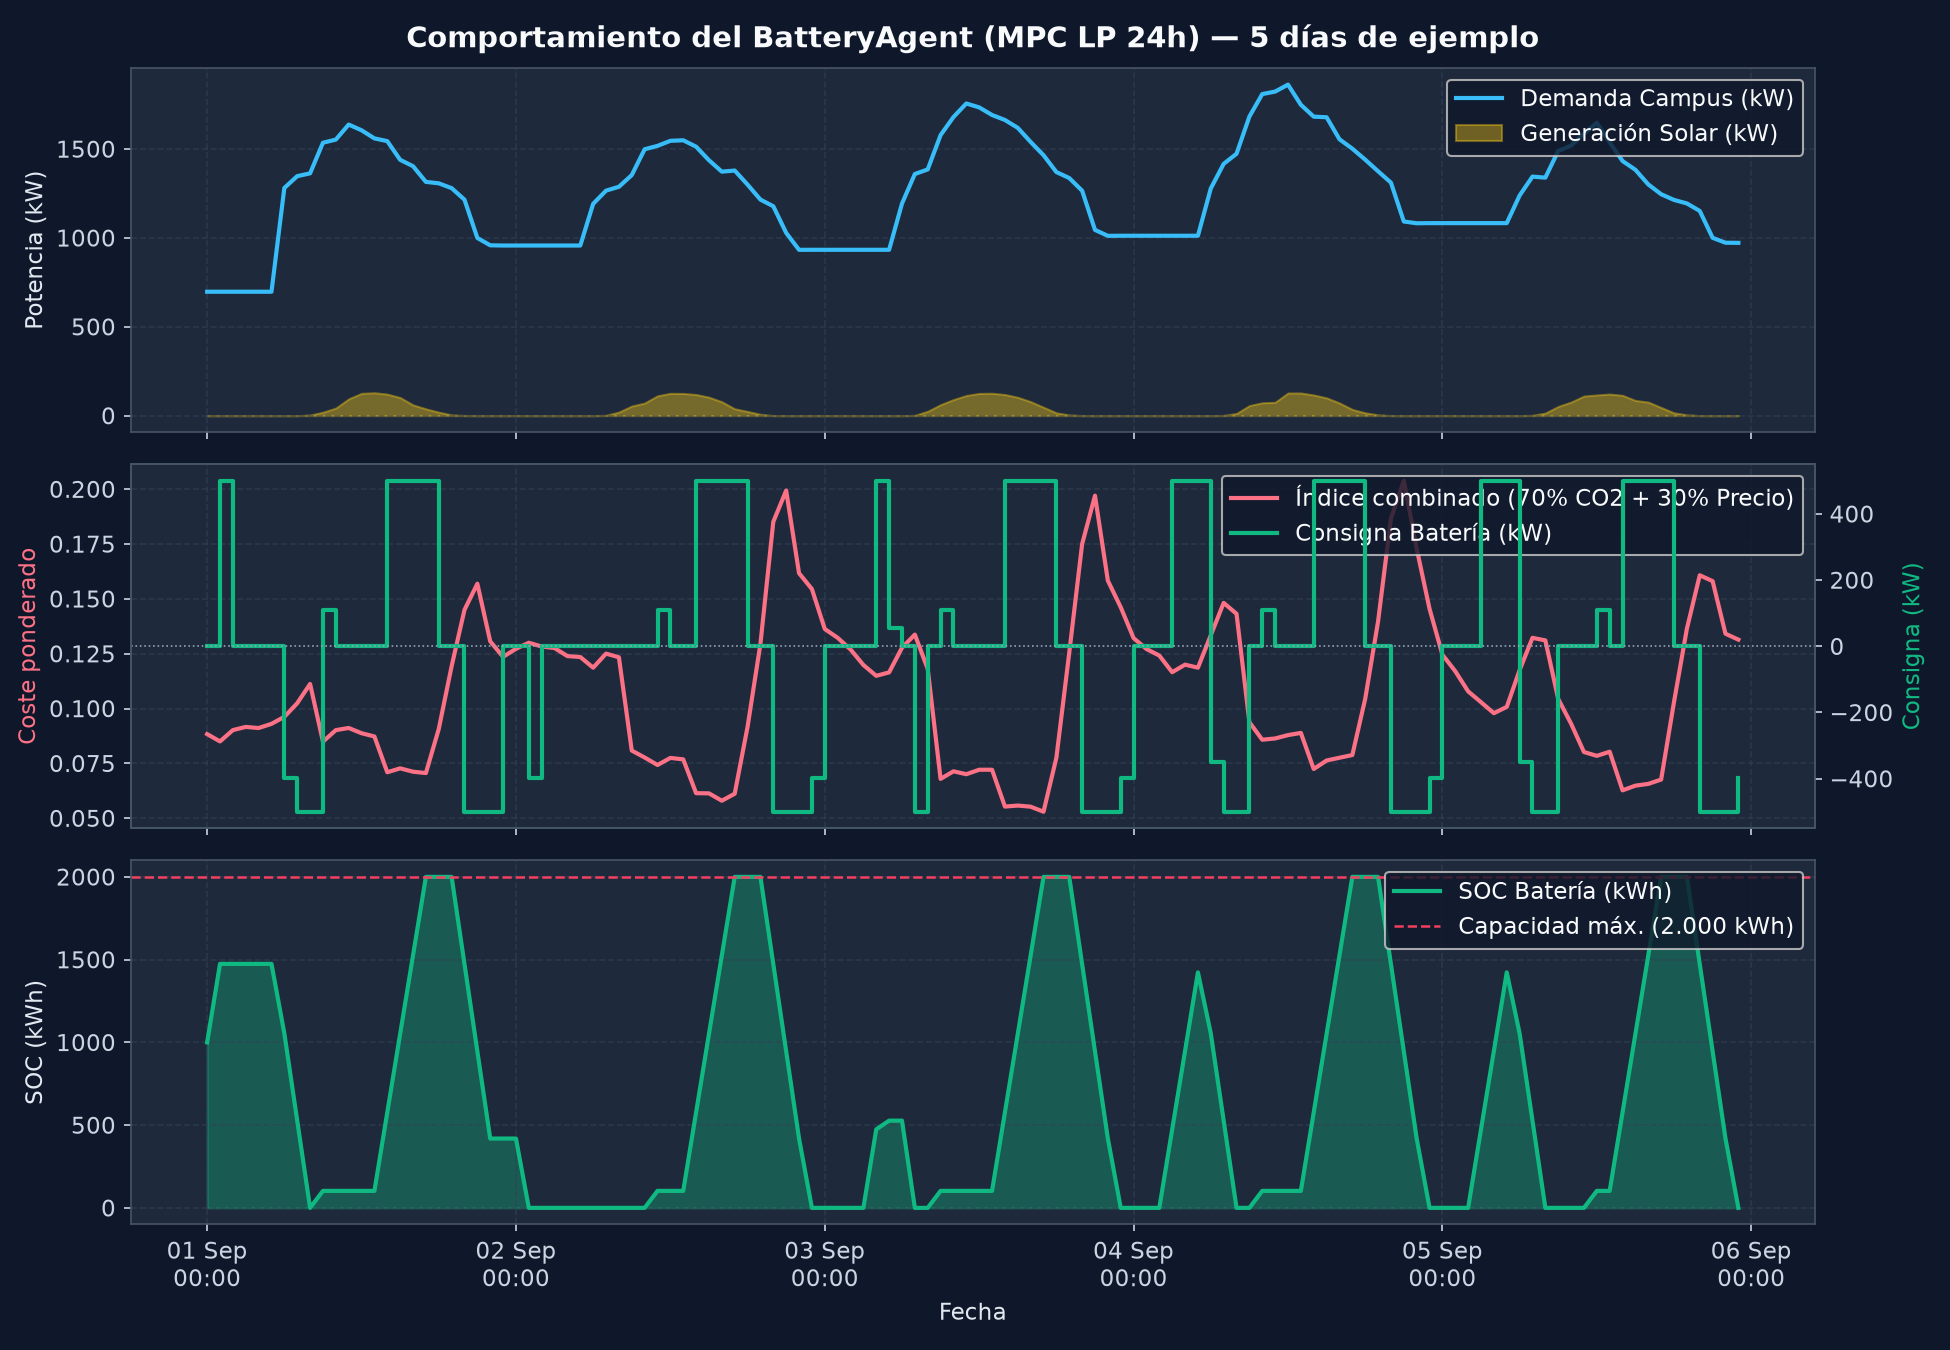 Comportamiento del BatteryAgent (MPC LP 24h) — 5 días de ejemplo
Potencia (kW)
1500
1000
500
0
Demanda Campus (kW)
Generación Solar (kW)
Coste ponderado
0.200
0.175
0.150
0.125
0.100
0.075
0.050
Índice combinado (70% CO2 + 30% Precio)
Consigna Batería (kW)
400
200
0
−200
−400
Consigna (kW)
SOC (kWh)
2000
1500
1000
500
0
SOC Batería (kWh)
Capacidad máx. (2.000 kWh)
01 Sep
00:00
02 Sep
00:00
03 Sep
00:00
04 Sep
00:00
05 Sep
00:00
06 Sep
00:00
Fecha